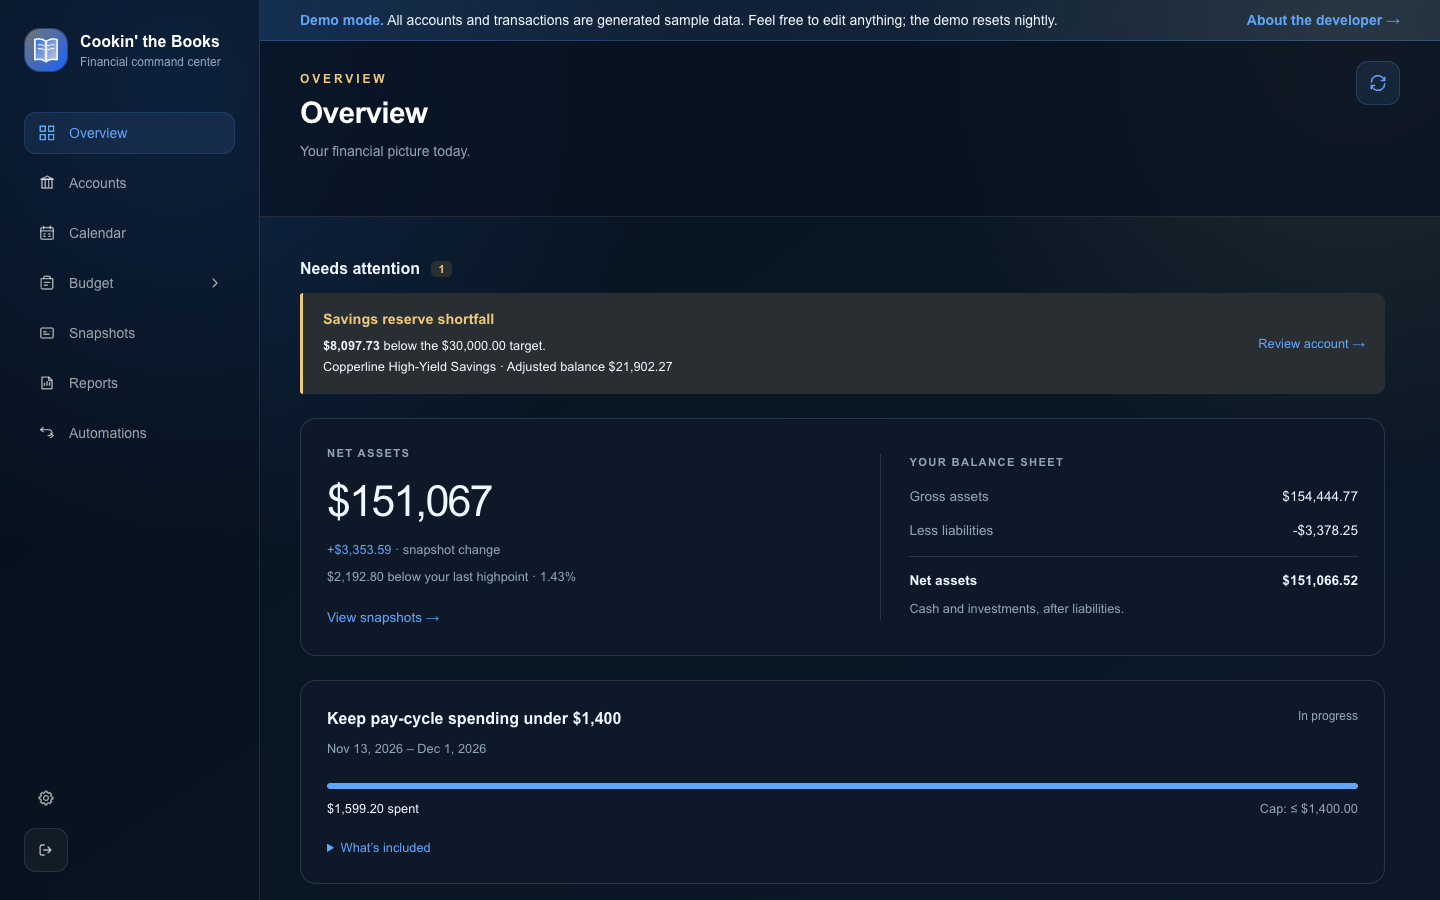 Cookin' the Books
Financial command center
Overview
Accounts
Calendar
Budget
Snapshots
Reports
Automations
Demo mode. All accounts and transactions are generated sample data. Feel free to edit anything; the demo resets nightly.
About the developer →
OVERVIEW
Overview
Your financial picture today.
Needs attention 1
Savings reserve shortfall
$8,097.73 below the $30,000.00 target.
Copperline High-Yield Savings · Adjusted balance $21,902.27
Review account →
NET ASSETS
$151,067
+$3,353.59 · snapshot change
$2,192.80 below your last highpoint · 1.43%
View snapshots →
YOUR BALANCE SHEET
Gross assets $154,444.77
Less liabilities -$3,378.25
Net assets $151,066.52
Cash and investments, after liabilities.
Keep pay-cycle spending under $1,400
In progress
Nov 13, 2026 – Dec 1, 2026
$1,599.20 spent
Cap: ≤ $1,400.00
What's included